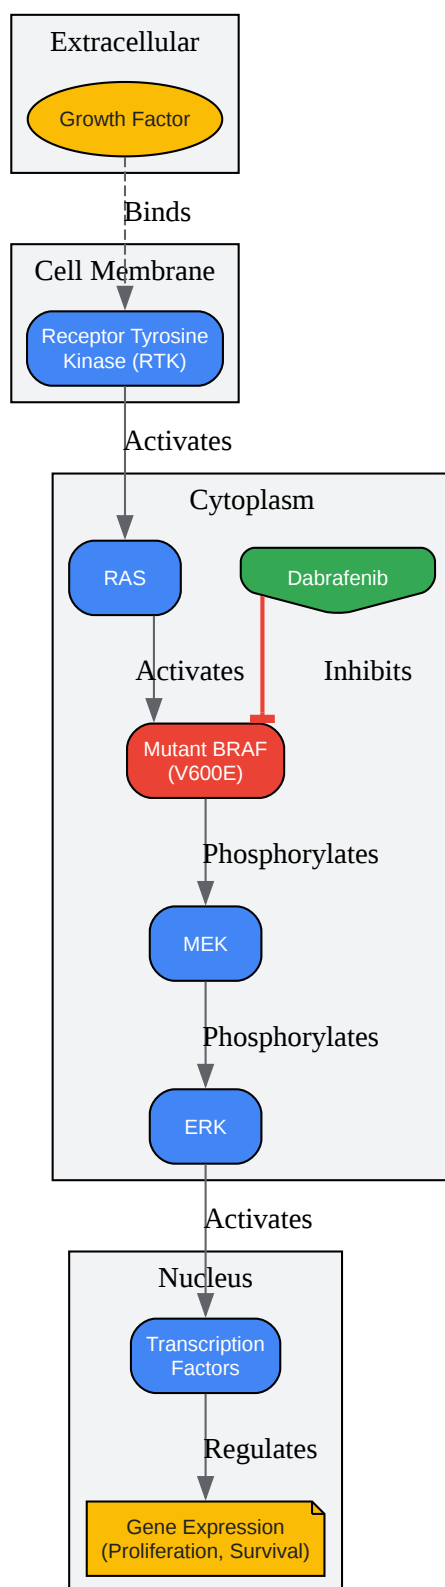 Extracellular
Growth Factor
Binds
Cell Membrane
Receptor Tyrosine
Kinase (RTK)
Activates
Cytoplasm
RAS
Dabrafenib
Activates
Inhibits
Mutant BRAF
(V600E)
Phosphorylates
MEK
Phosphorylates
ERK
Activates
Nucleus
Transcription
Factors
Regulates
Gene Expression
(Proliferation, Survival)